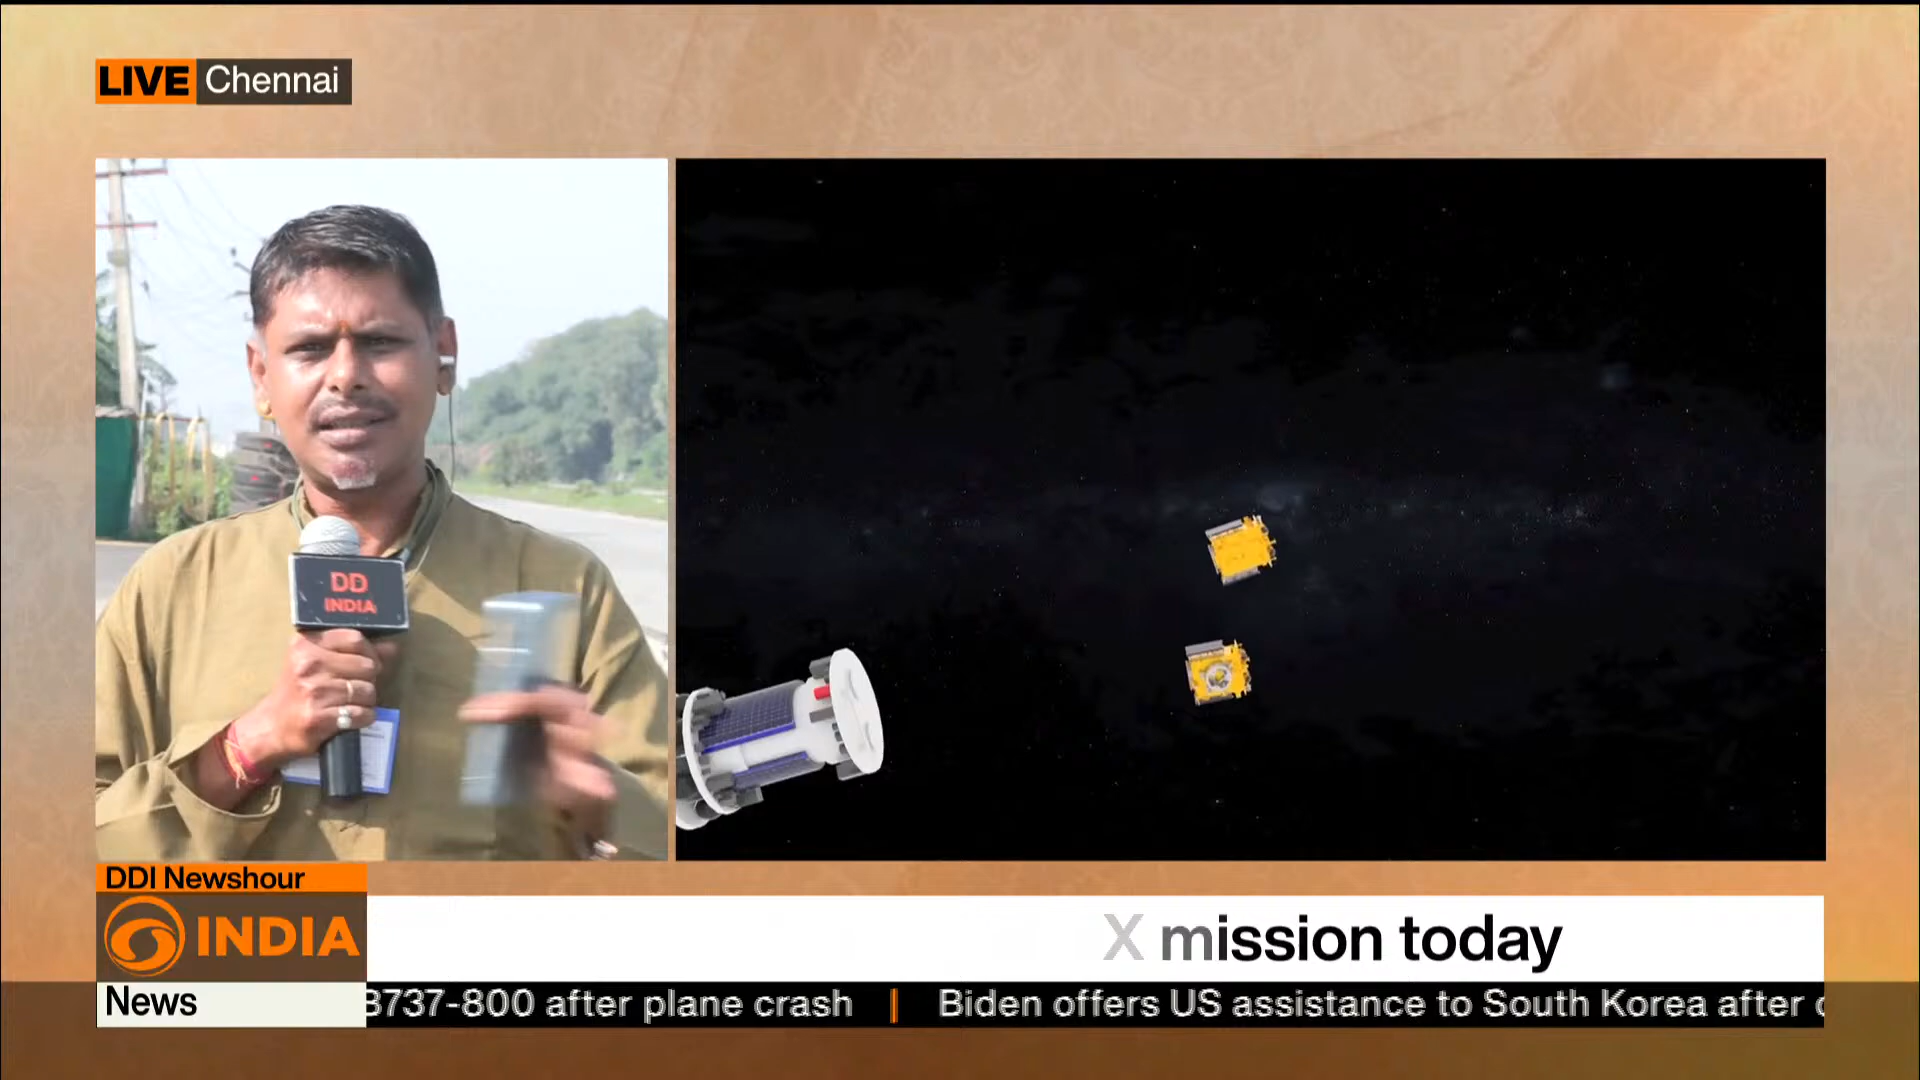 LIVE Chennai
DD
INDIA
DDI Newshour
INDIA
X mission today
News
B737-800 after plane crash | Biden offers US assistance to South Korea after